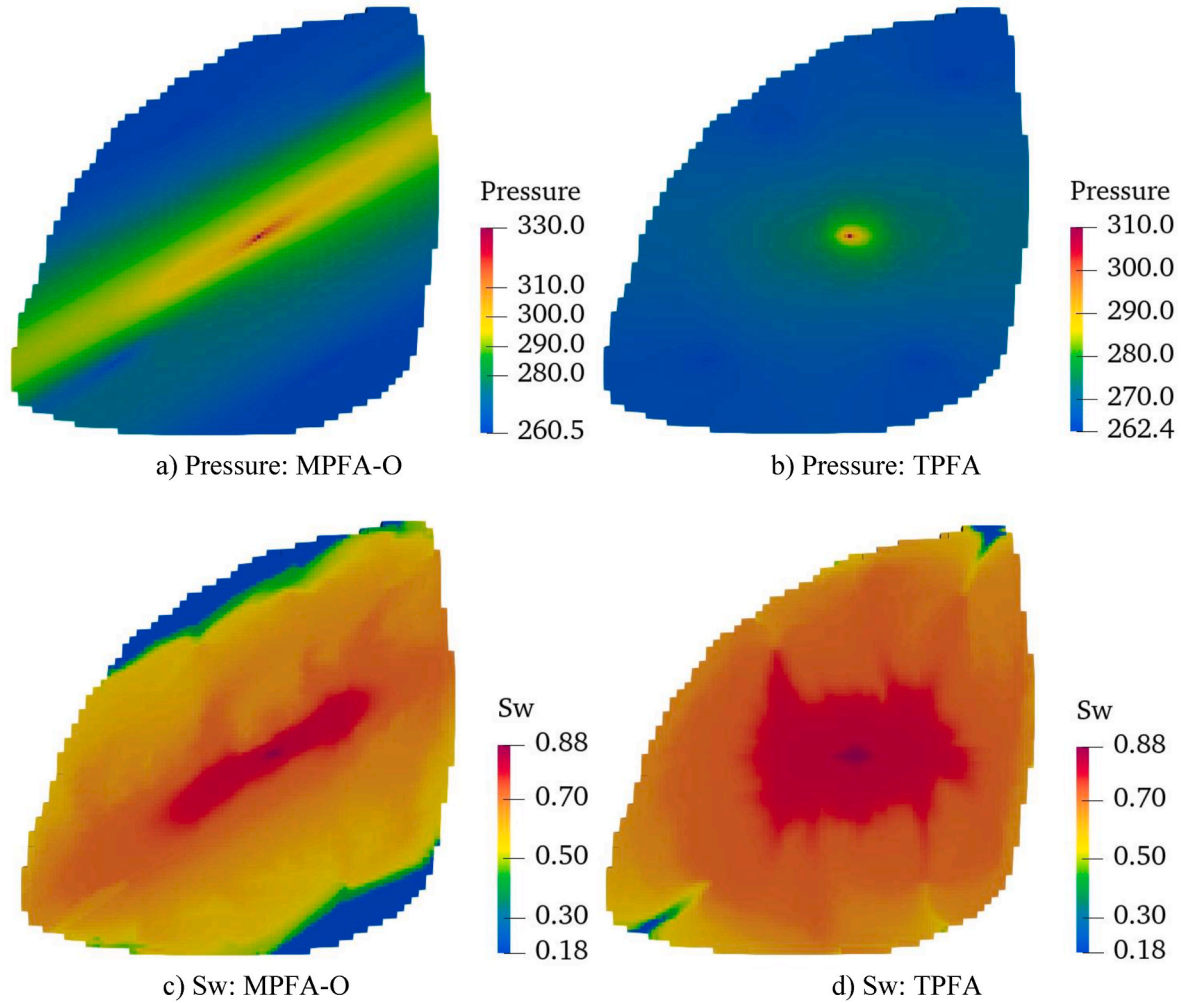 Pressure
330.0
310.0
300.0
290.0
280.0
260.5
a) Pressure: MPFA-O
Pressure
310.0
300.0
290.0
280.0
270.0
262.4
b) Pressure: TPFA
Sw
0.88
0.70
0.50
0.30
0.18
c) Sw: MPFA-O
Sw
0.88
0.70
0.50
0.30
0.18
d) Sw: TPFA